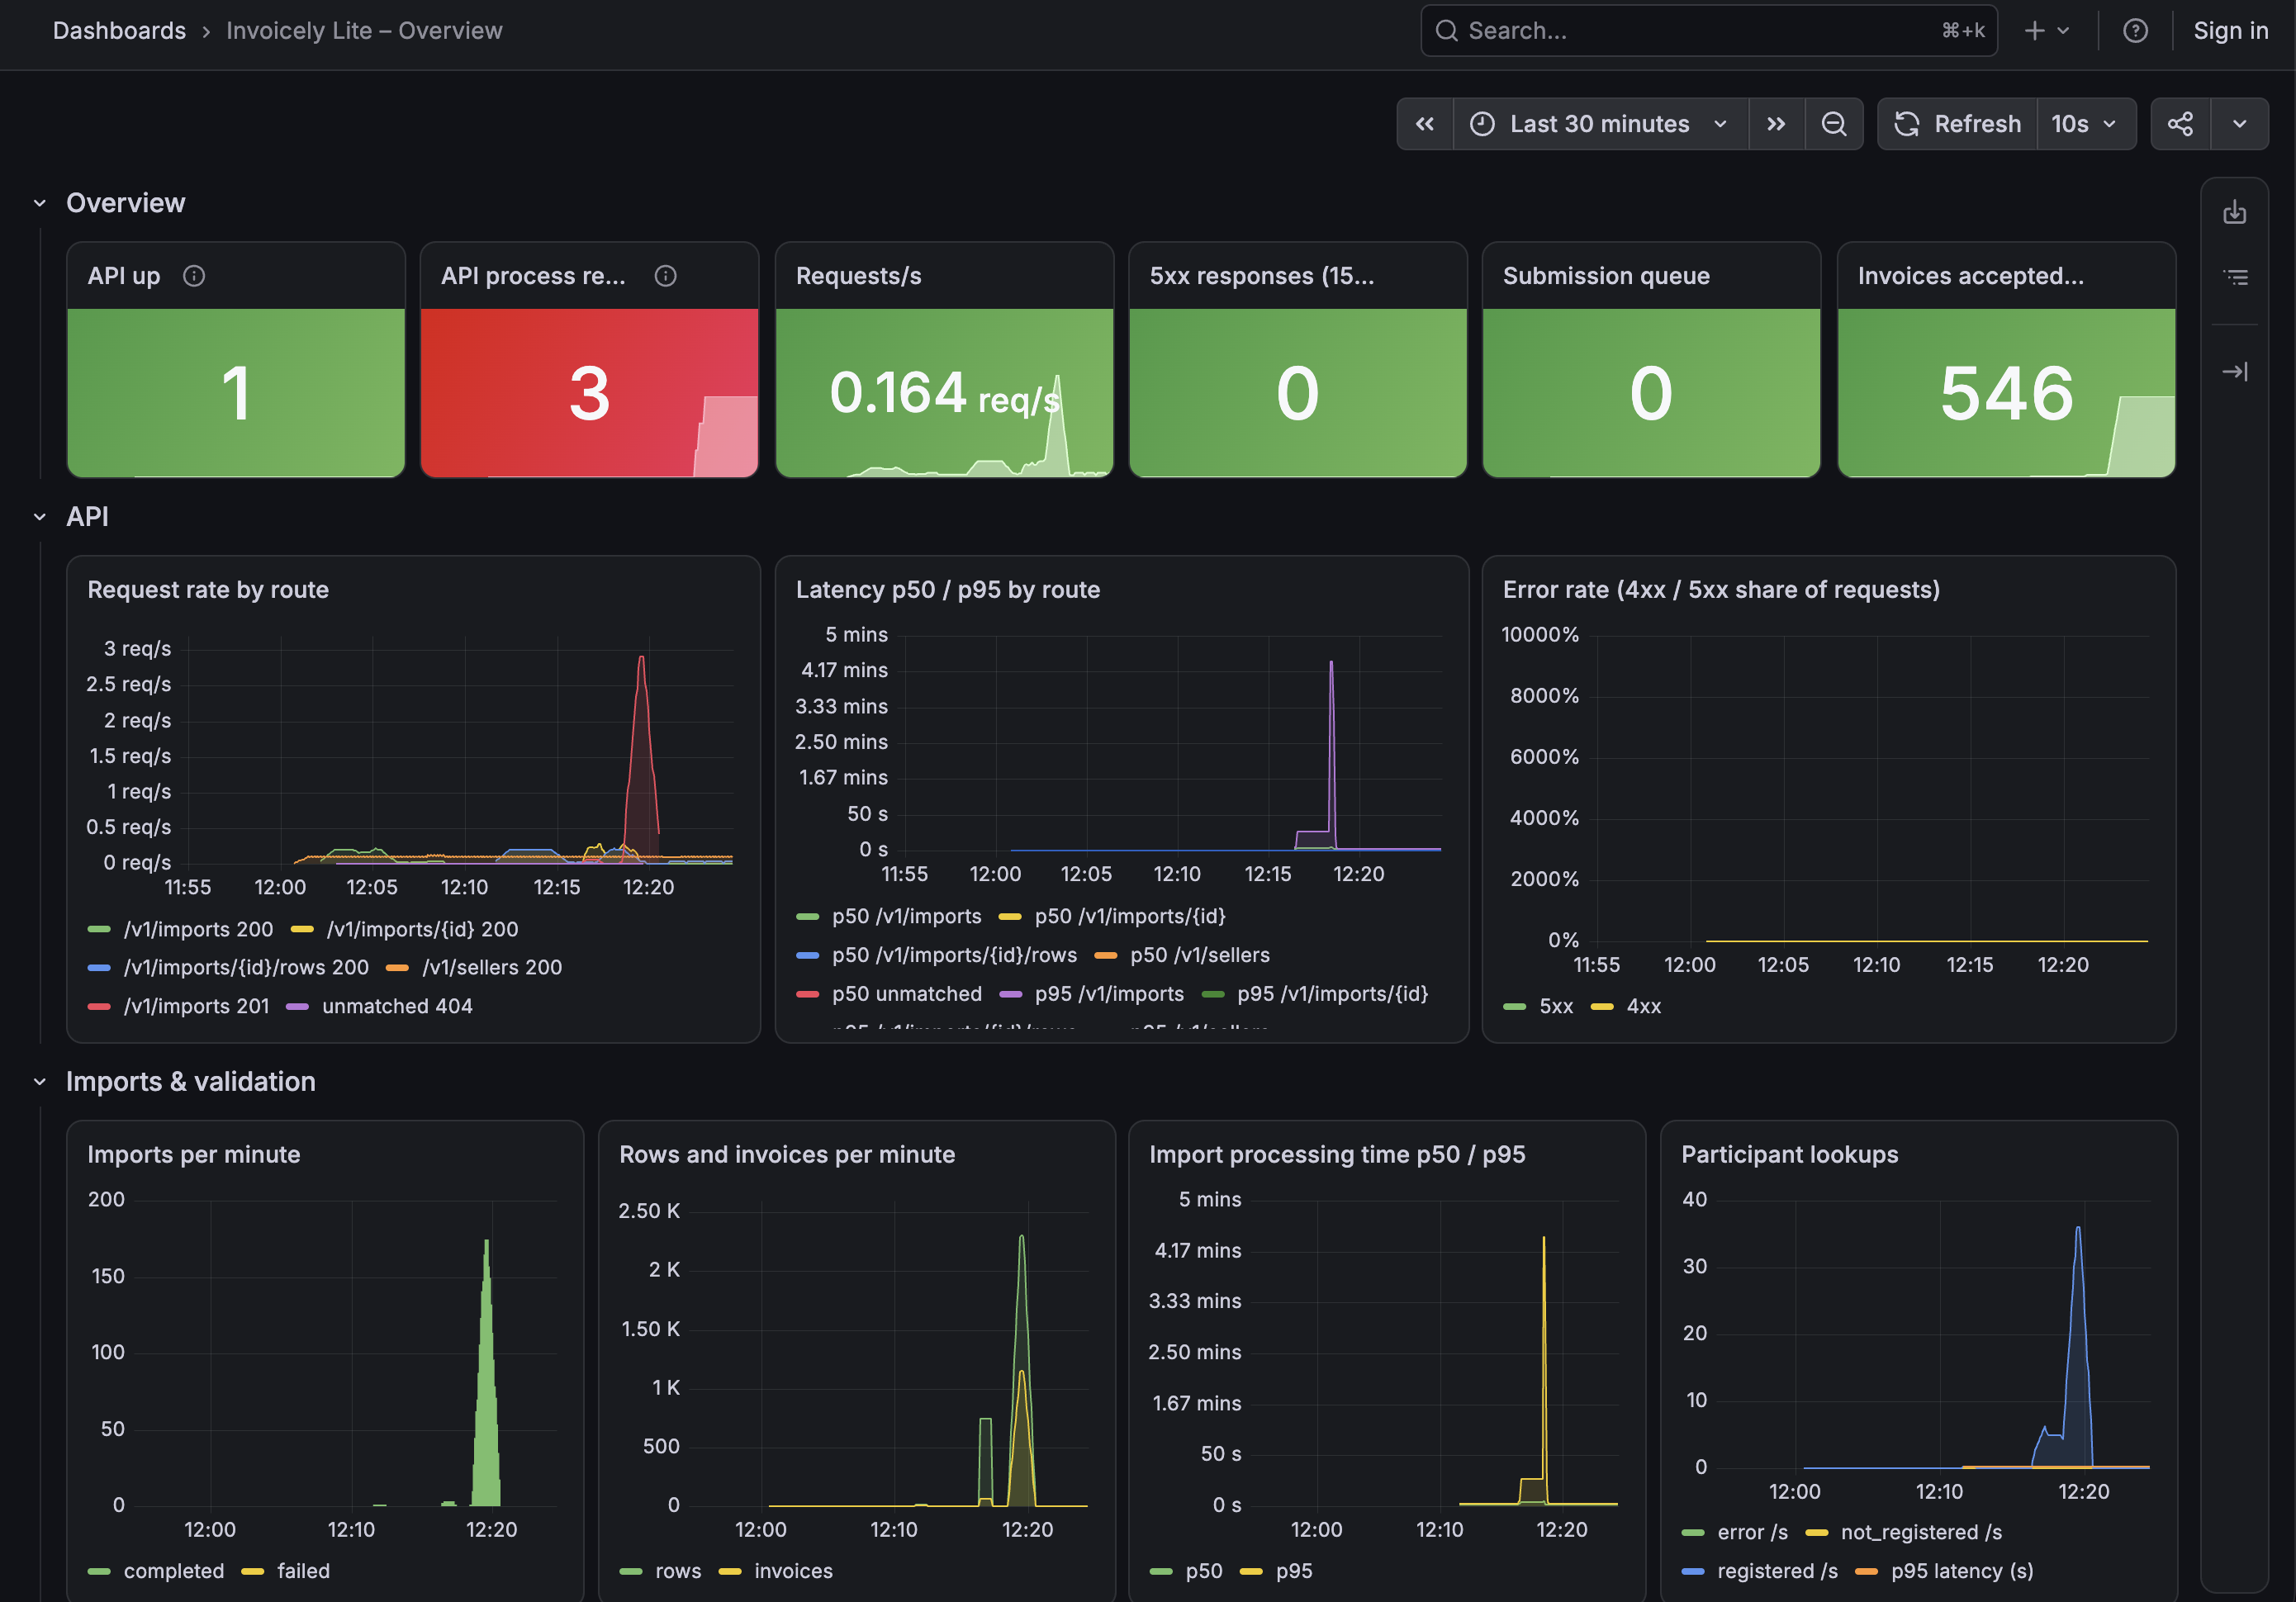 Dashboards › Invoicely Lite – Overview
Search... ⌘+k
Sign in
Last 30 minutes
Refresh 10s
Overview
API up
API process re...
Requests/s
5xx responses (15...
Submission queue
Invoices accepted...
1
3
0.164 req/s
0
0
546
API
Request rate by route
3 req/s
2.5 req/s
2 req/s
1.5 req/s
1 req/s
0.5 req/s
0 req/s
11:55 12:00 12:05 12:10 12:15 12:20
/v1/imports 200 /v1/imports/{id} 200
/v1/imports/{id}/rows 200 /v1/sellers 200
/v1/imports 201 unmatched 404
Latency p50 / p95 by route
5 mins
4.17 mins
3.33 mins
2.50 mins
1.67 mins
50 s
0 s
11:55 12:00 12:05 12:10 12:15 12:20
p50 /v1/imports p50 /v1/imports/{id}
p50 /v1/imports/{id}/rows p50 /v1/sellers
p50 unmatched p95 /v1/imports p95 /v1/imports/{id}
p95 /v1/imports/{id}/rows p95 /v1/sellers
Error rate (4xx / 5xx share of requests)
10000%
8000%
6000%
4000%
2000%
0%
11:55 12:00 12:05 12:10 12:15 12:20
5xx 4xx
Imports & validation
Imports per minute
200
150
100
50
0
12:00 12:10 12:20
completed failed
Rows and invoices per minute
2.50 K
2 K
1.50 K
1 K
500
0
12:00 12:10 12:20
rows invoices
Import processing time p50 / p95
5 mins
4.17 mins
3.33 mins
2.50 mins
1.67 mins
50 s
0 s
12:00 12:10 12:20
p50 p95
Participant lookups
40
30
20
10
0
12:00 12:10 12:20
error /s not_registered /s
registered /s p95 latency (s)